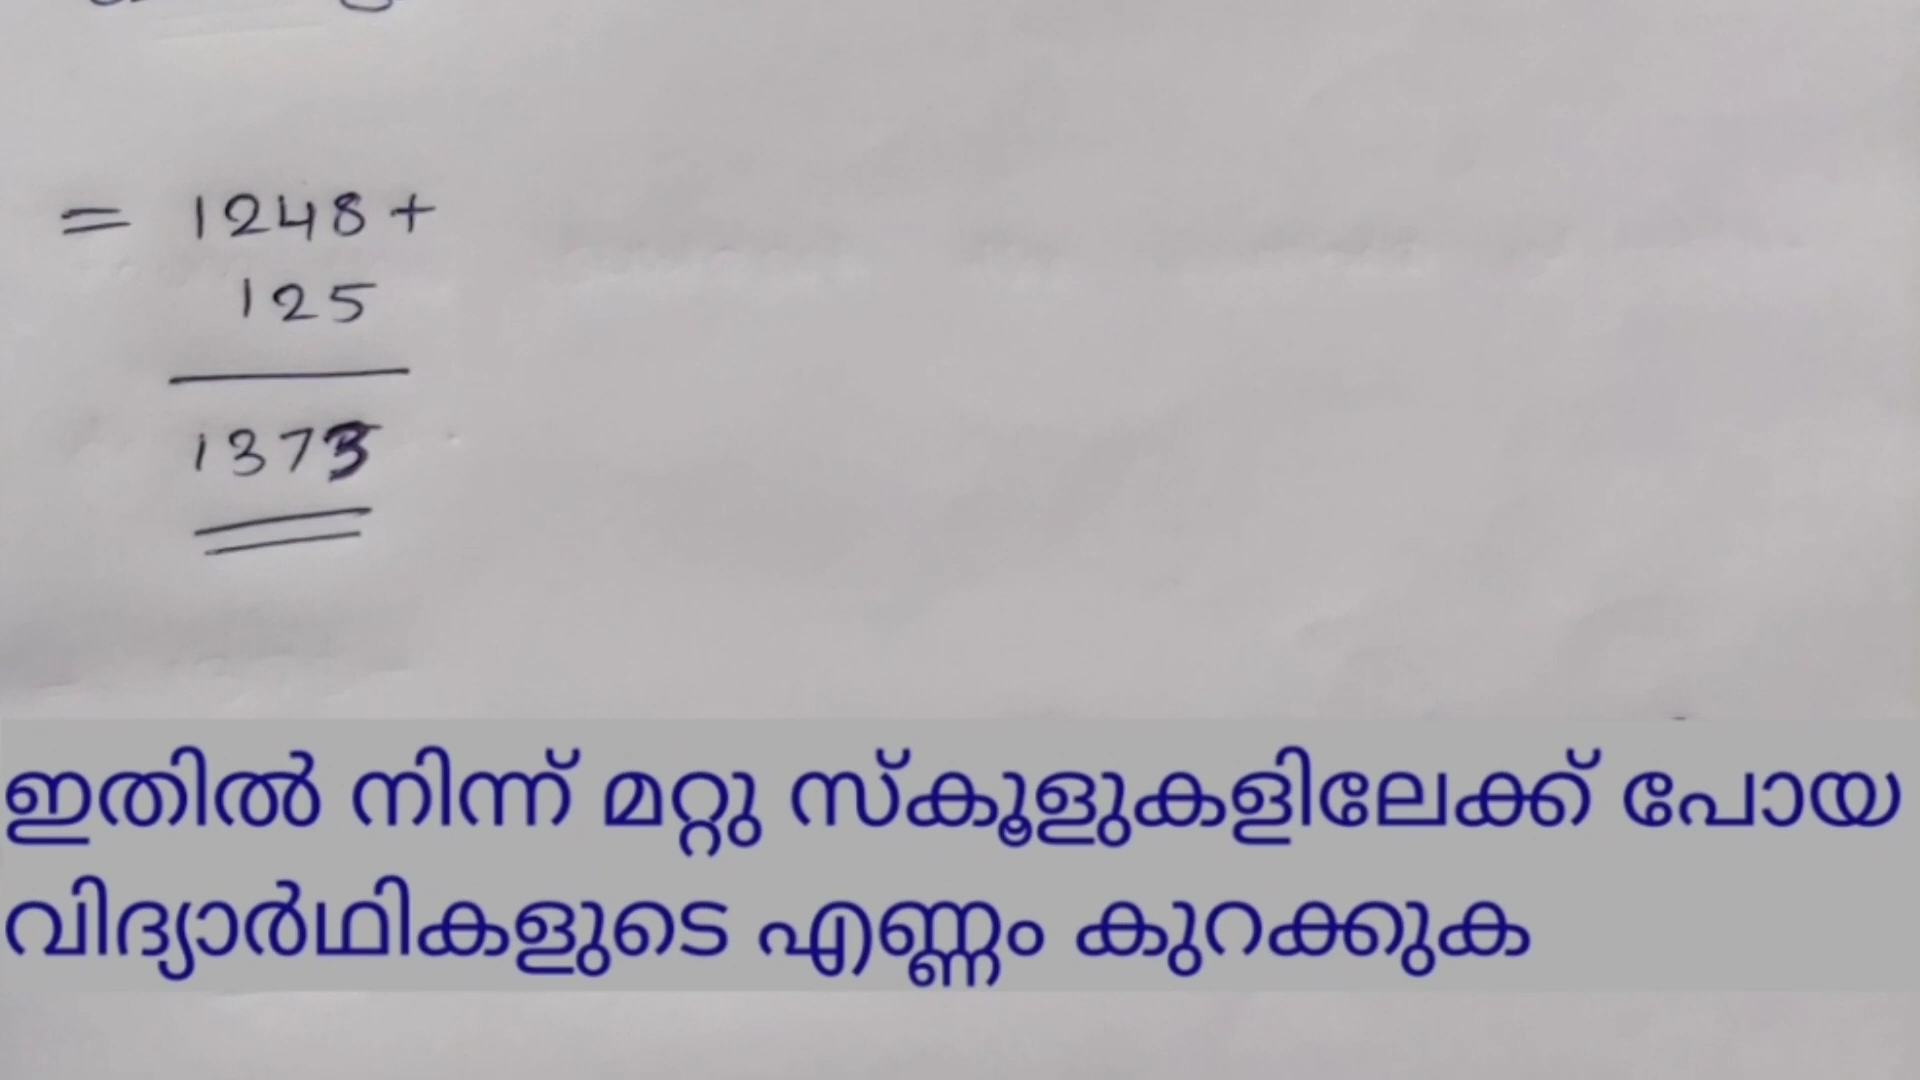 = 1248 +
125
1373
ഇതിൽ നിന്ന് മറ്റു സ്കൂളുകളിലേക്ക് പോയ
വിദ്യാർഥികളുടെ എണ്ണം കുറക്കുക